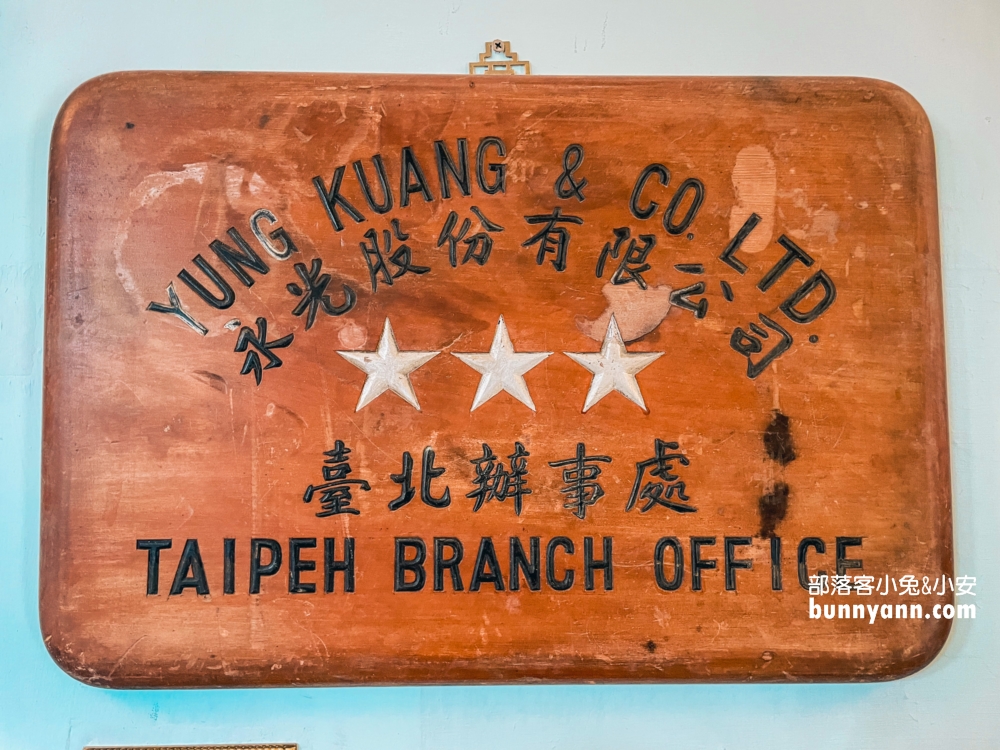 YUNG KUANG & CO. LTD.
永光股份有限公司
臺北辦事處
TAIPEH BRANCH OFFICE
部落客小兔&小安
bunnyann.com